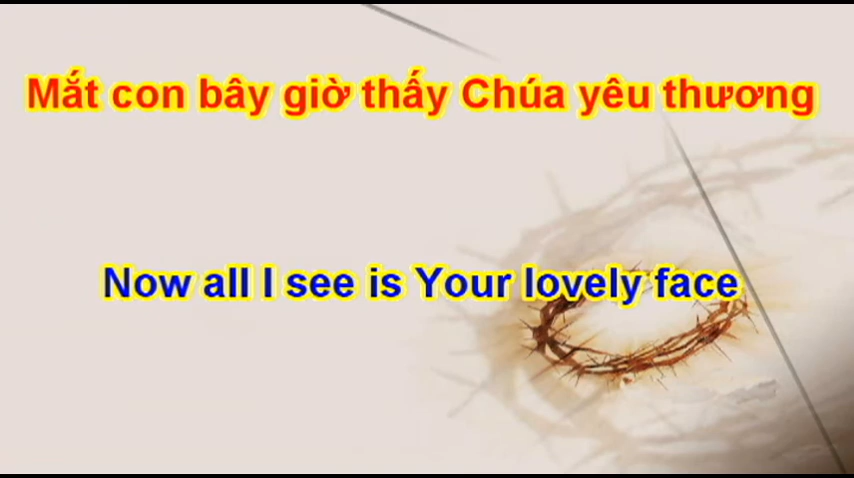 Mắt con bây giờ thấy Chúa yêu thương
Now all I see is Your lovely face